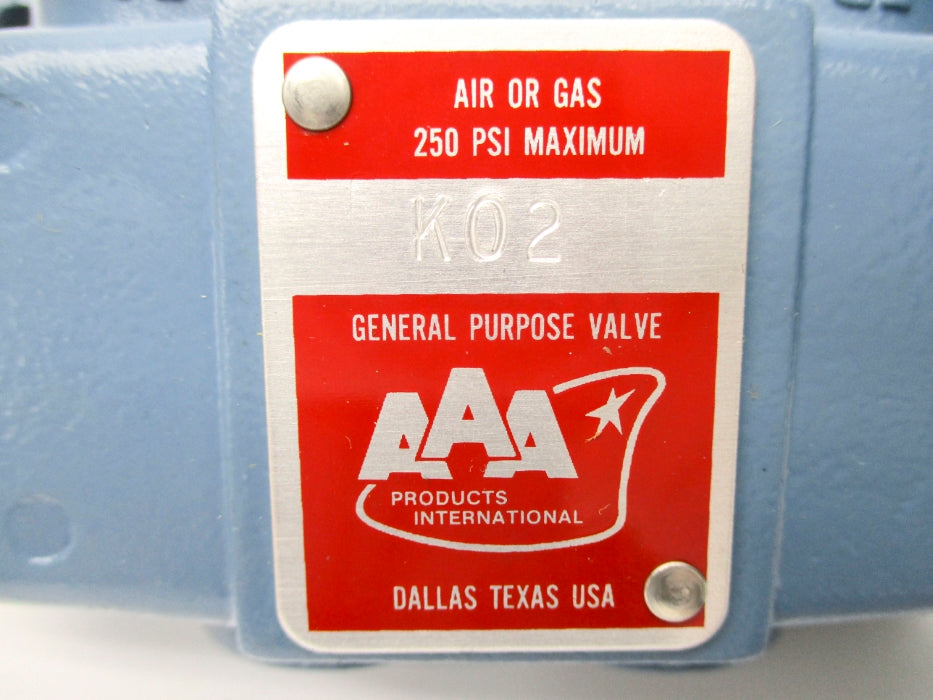 AIR OR GAS
250 PSI MAXIMUM
K02
GENERAL PURPOSE VALVE
AAA
PRODUCTS
INTERNATIONAL
DALLAS TEXAS USA